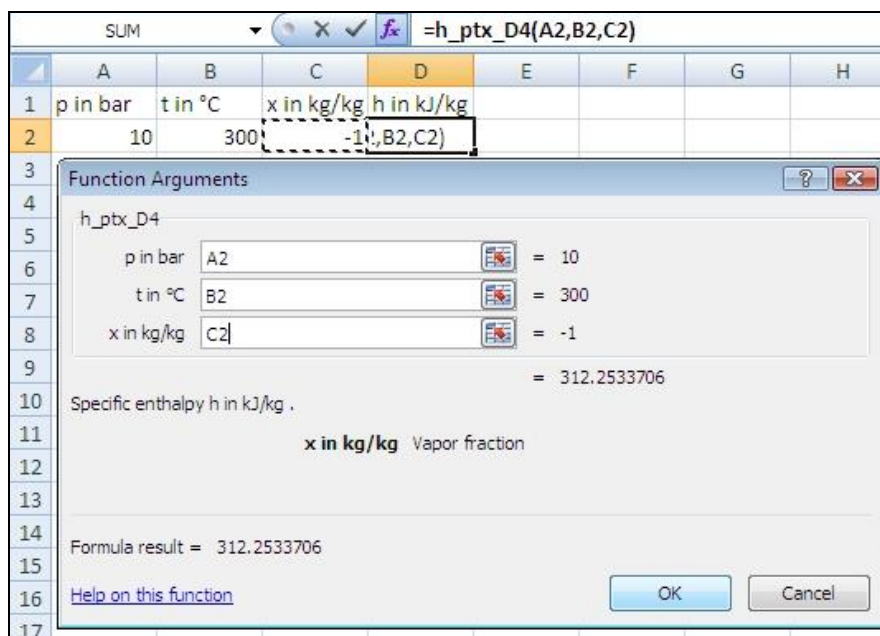 SUM =h_ptx_D4(A2,B2,C2)
A B C D E F G H
1 p in bar t in °C x in kg/kg h in kJ/kg
2 10 300 -1 ,B2,C2)
3 Function Arguments
4
h_ptx_D4
5
6 p in bar A2 = 10
7 t in °C B2 = 300
8 x in kg/kg C2 = -1
9 = 312.2533706
10 Specific enthalpy h in kJ/kg .
11 x in kg/kg Vapor fraction
12
13
14
Formula result = 312.2533706
15
16 Help on this function OK Cancel
17